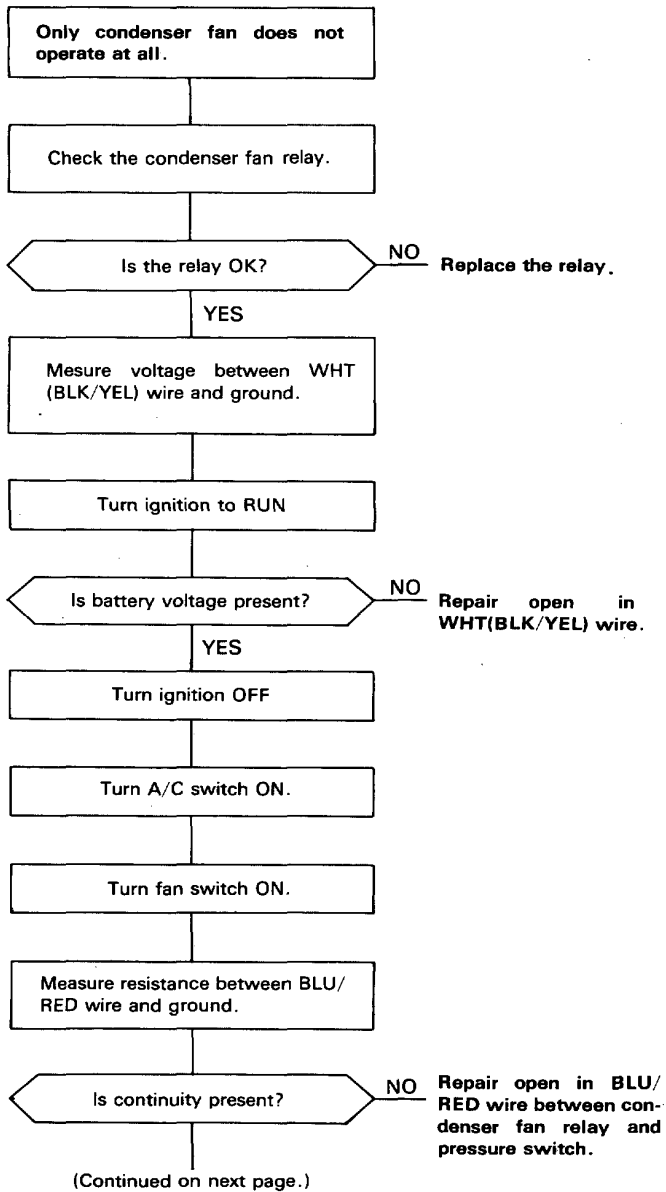 Only condenser fan does not
operate at all.
Check the condenser fan relay.
Is the relay OK?
NO
Replace the relay.
YES
Mesure voltage between WHT
(BLK/YEL) wire and ground.
Turn ignition to RUN
Is battery voltage present?
NO
Repair open in
WHT(BLK/YEL) wire.
YES
Turn ignition OFF
Turn A/C switch ON.
Turn fan switch ON.
Measure resistance between BLU/
RED wire and ground.
Is continuity present?
NO
Repair open in BLU/
RED wire between con-
denser fan relay and
pressure switch.
(Continued on next page.)